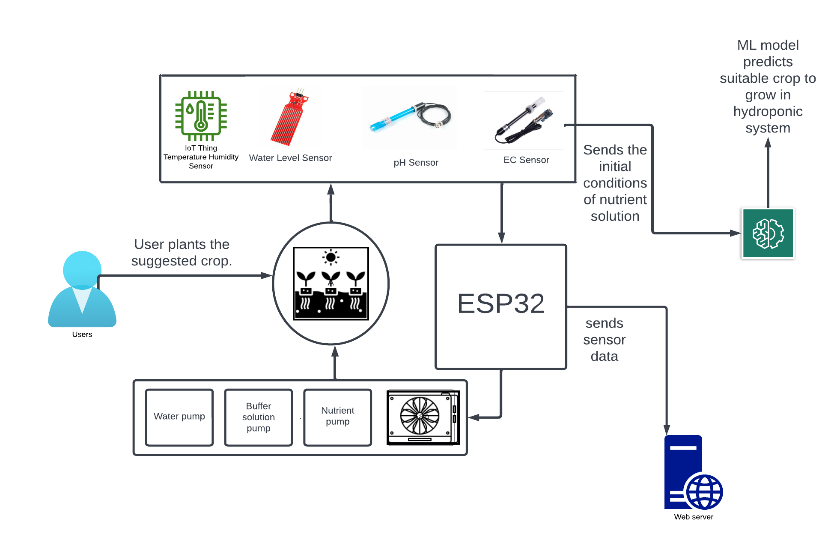 ML model
predicts
suitable crop to
grow in
hydroponic
system
IoT Thing
Temperature Humidity
Sensor
Water Level Sensor
pH Sensor
EC Sensor
Sends the
initial
conditions
of nutrient
solution
User plants the
suggested crop.
Users
ESP32
sends
sensor
data
Water pump
Buffer
solution
pump
Nutrient
pump
Web server